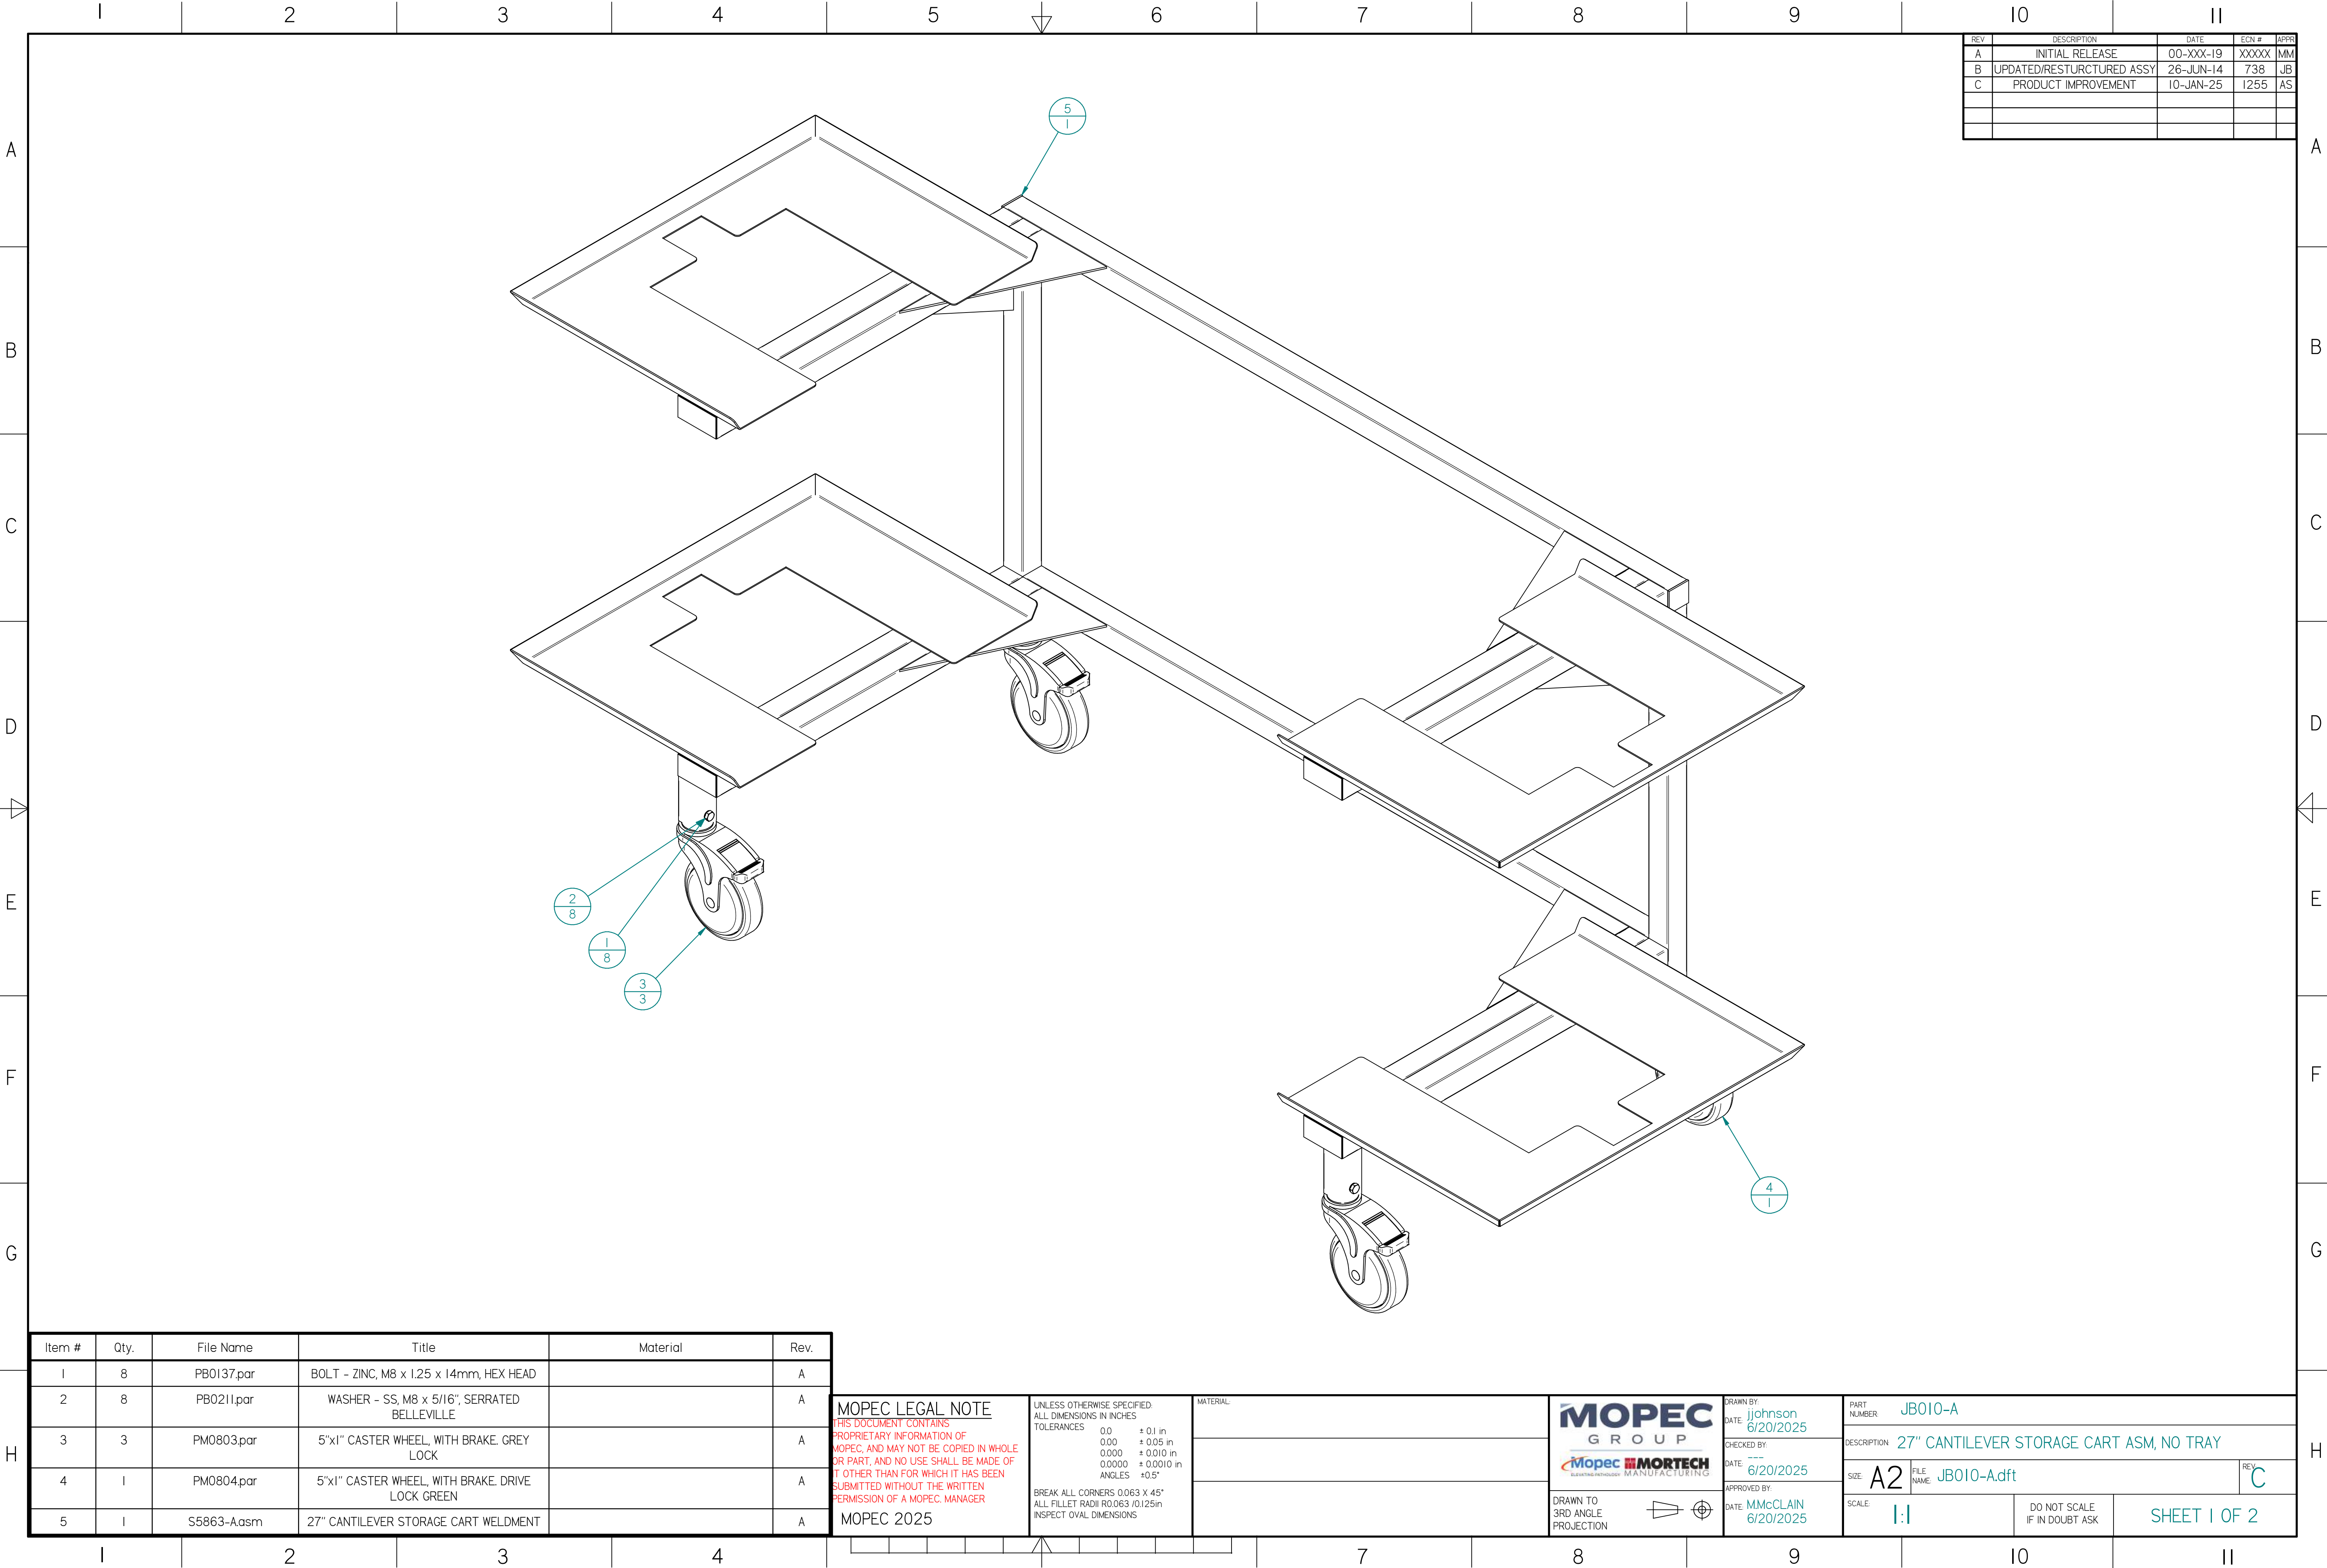 1 2 3 4 5 6 7 8 9 10 11
REV DESCRIPTION DATE ECN # APPR
A INITIAL RELEASE 00-XXX-19 XXXXX MM
B UPDATED/RESTURCTURED ASSY 26-JUN-14 738 JB
C PRODUCT IMPROVEMENT 10-JAN-25 1255 AS
A A
B B
C C
D D
E E
F F
G G
H H
5
1
2
8
1
8
3
3
4
1
Item # Qty. File Name Title Material Rev.
1 8 PB0137.par BOLT - ZINC, M8 x 1.25 x 14mm, HEX HEAD A
2 8 PB0211.par WASHER - SS, M8 x 5/16", SERRATED A
BELLEVILLE
3 3 PM0803.par 5"x1" CASTER WHEEL, WITH BRAKE. GREY A
LOCK
4 1 PM0804.par 5"x1" CASTER WHEEL, WITH BRAKE. DRIVE A
LOCK GREEN
5 1 S5863-A.asm 27" CANTILEVER STORAGE CART WELDMENT A
MOPEC LEGAL NOTE
THIS DOCUMENT CONTAINS
PROPRIETARY INFORMATION OF
MOPEC, AND MAY NOT BE COPIED IN WHOLE
OR PART, AND NO USE SHALL BE MADE OF
IT OTHER THAN FOR WHICH IT HAS BEEN
SUBMITTED WITHOUT THE WRITTEN
PERMISSION OF A MOPEC. MANAGER
MOPEC 2025
UNLESS OTHERWISE SPECIFIED:
ALL DIMENSIONS IN INCHES
TOLERANCES
0.0 ± 0.1 in
0.00 ± 0.05 in
0.000 ± 0.010 in
0.0000 ± 0.0010 in
ANGLES ±0.5°
BREAK ALL CORNERS 0.063 X 45°
ALL FILLET RADII R0.063 /0.125in
INSPECT OVAL DIMENSIONS
MATERIAL:
MOPEC
GROUP
Mopec MORTECH
ELEVATING PATHOLOGY MANUFACTURING
DRAWN TO
3RD ANGLE
PROJECTION
DRAWN BY:
jjohnson
DATE: 6/20/2025
CHECKED BY:
---
DATE: 6/20/2025
APPROVED BY:
M.McCLAIN
DATE: 6/20/2025
PART NUMBER: JB010-A
DESCRIPTION: 27" CANTILEVER STORAGE CART ASM, NO TRAY
SIZE: A2 FILE NAME: JB010-A.dft REV: C
SCALE: 1:1
DO NOT SCALE
IF IN DOUBT ASK
SHEET 1 OF 2
1 2 3 4 7 8 9 10 11